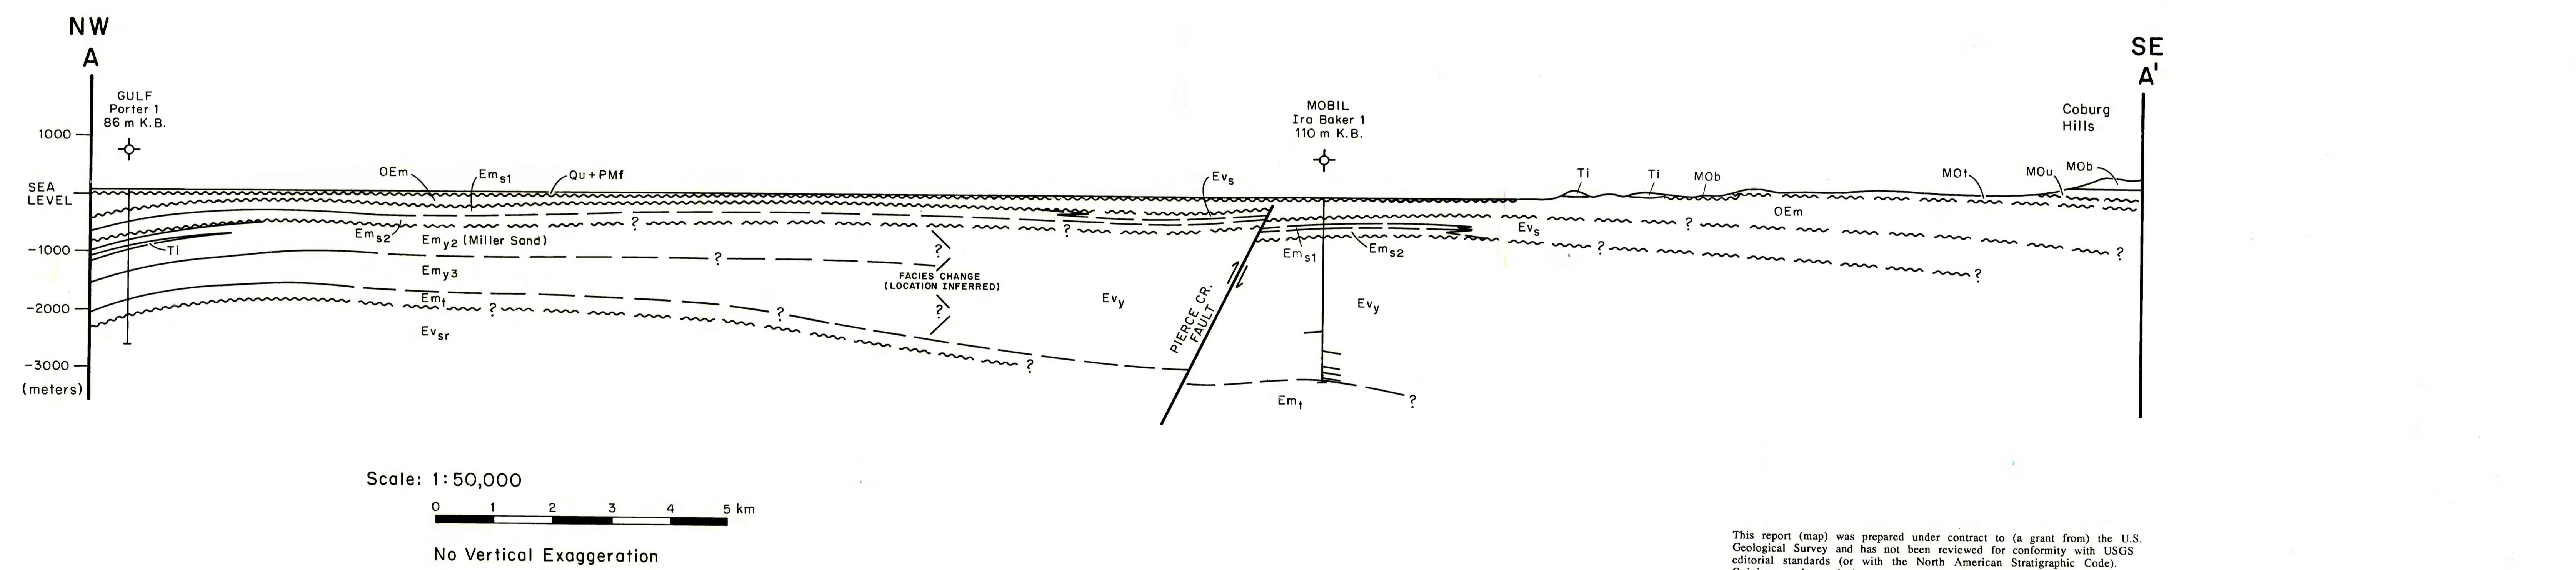 NW
A
SE
A'
GULF
Porter 1
86 m K.B.
MOBIL
Ira Baker 1
110 m K.B.
Coburg
Hills
1000
SEA
LEVEL
-1000
-2000
-3000
(meters)
OEm
Ems1
Qu + PMf
Evs
Ti
Ti
MOb
MOt
MOu
MOb
OEm
Ems2
Emy2 (Miller Sand)
?
?
?
?
Evs
?
?
?
Ti
?
Ems1
Ems2
?
Emy3
FACIES CHANGE
(LOCATION INFERRED)
Evy
Evy
PIERCE CR.
FAULT
Emt
?
?
?
Evsr
?
Emt
?
Scale: 1:50,000
0 1 2 3 4 5 km
No Vertical Exaggeration
This report (map) was prepared under contract to (a grant from) the U.S.
Geological Survey and has not been reviewed for conformity with USGS
editorial standards (or with the North American Stratigraphic Code).